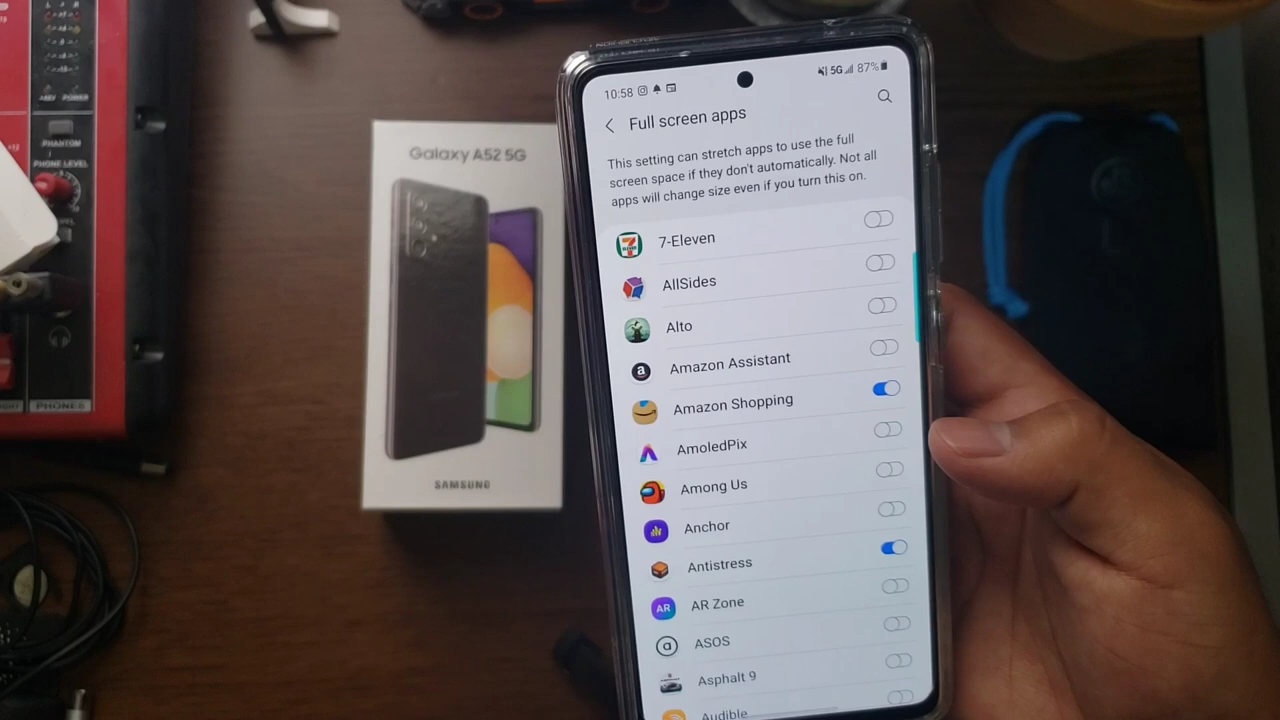 10:58
5G
87%
Full screen apps
This setting can stretch apps to use the full
screen space if they don't automatically. Not all
apps will change size even if you turn this on.
7-Eleven
AllSides
Alto
Amazon Assistant
Amazon Shopping
AmoledPix
Among Us
Anchor
Antistress
AR
AR Zone
ASOS
Asphalt 9
Audible
Galaxy A52 5G
SAMSUNG
POWER
PHANTOM
PHONE LEVEL
PHONES